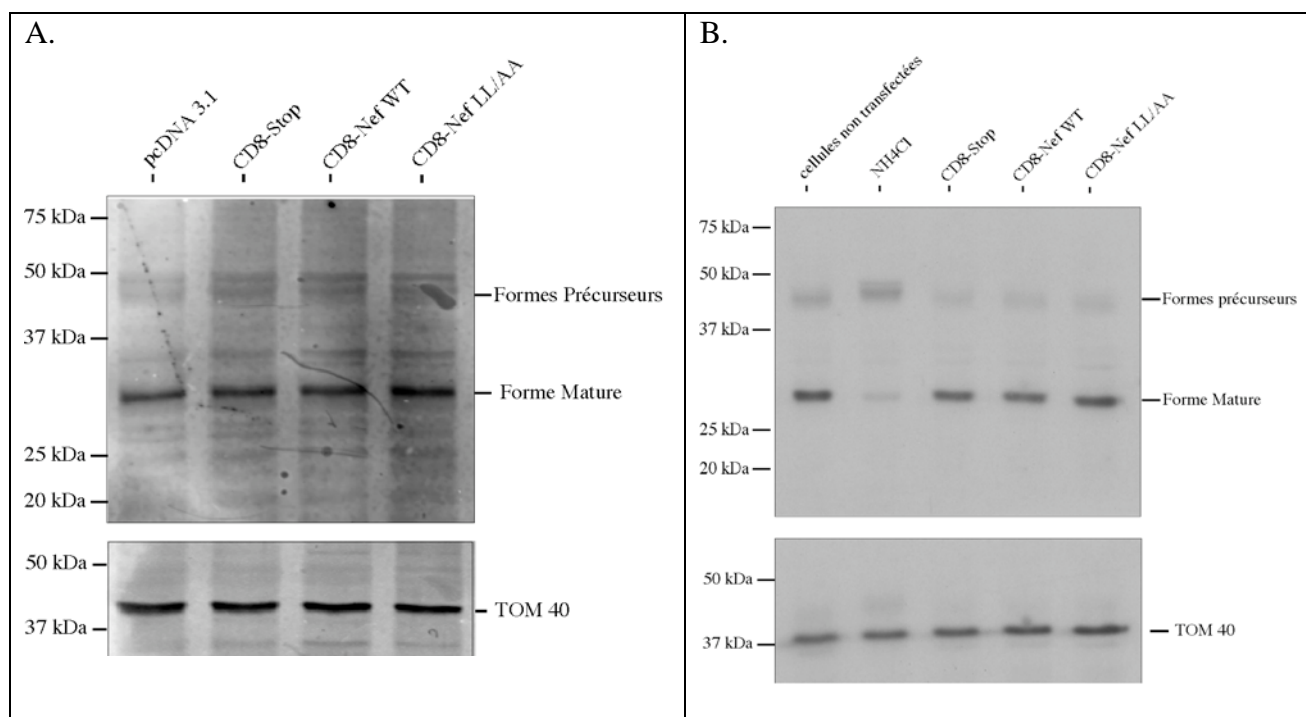 A.
pcDNA 3.1
CD8-Stop
CD8-Nef WT
CD8-Nef LL/AA
75 kDa
50 kDa
Formes Précurseurs
37 kDa
Forme Mature
25 kDa
20 kDa
50 kDa
TOM 40
37 kDa
B.
cellules non transfectées
NH4Cl
CD8-Stop
CD8-Nef WT
CD8-Nef LL/AA
75 kDa
50 kDa
Formes précurseurs
37 kDa
Forme Mature
25 kDa
20 kDa
50 kDa
TOM 40
37 kDa